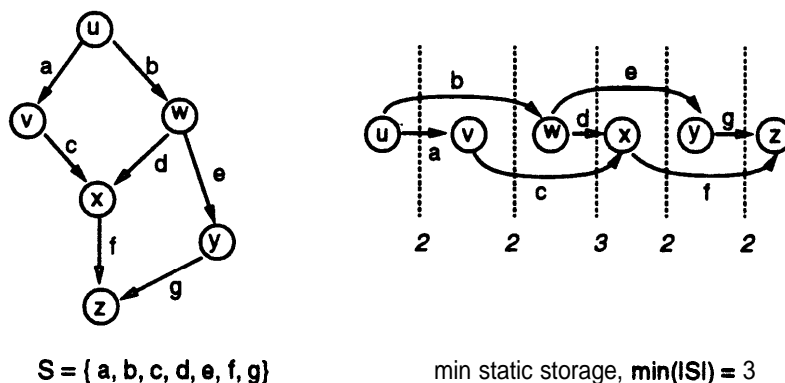 u
a
b
v
w
c
d
e
x
f
y
g
z
S = { a, b, c, d, e, f, g}
b
e
u
a
v
w
d
x
y
g
z
c
f
2
2
3
2
2
min static storage, min(|S|) = 3